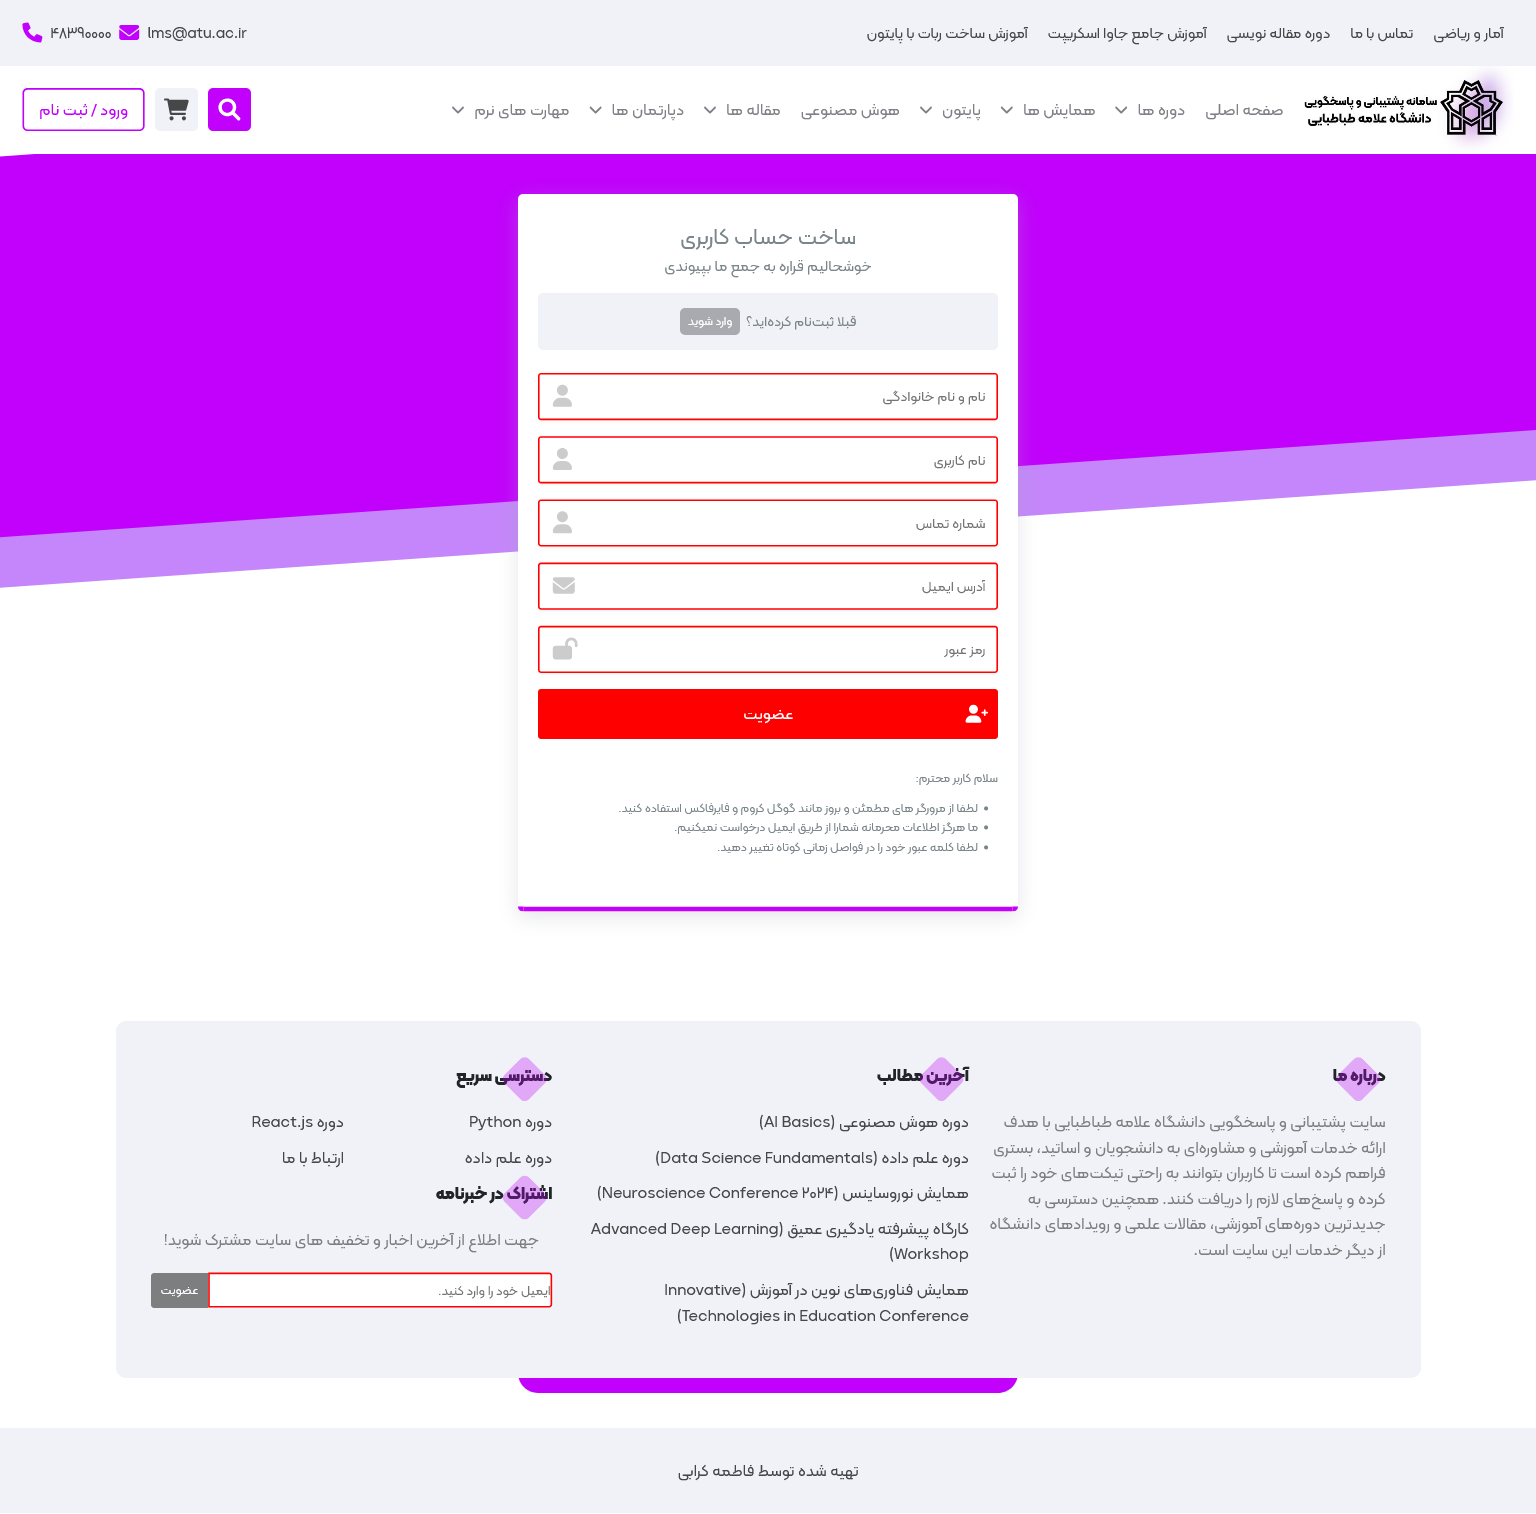 آمار و ریاضی تماس با ما دوره مقاله نویسی آموزش جامع جاوا اسکریپت آموزش ساخت ربات با پایتون
lms@atu.ac.ir ۴۸۳۹۰۰۰۰
سامانه پشتیبانی و پاسخگویی
دانشگاه علامه طباطبایی
صفحه اصلی دوره ها همایش ها پایتون هوش مصنوعی مقاله ها دپارتمان ها مهارت های نرم
ورود / ثبت نام
ساخت حساب کاربری
خوشحالیم قراره به جمع ما بپیوندی
قبلا ثبت‌نام کرده‌اید؟ وارد شوید
نام و نام خانوادگی
نام کاربری
شماره تماس
آدرس ایمیل
رمز عبور
عضویت
سلام کاربر محترم:
لطفا از مرورگر های مطمئن و بروز مانند گوگل کروم و فایرفاکس استفاده کنید.
ما هرگز اطلاعات محرمانه شمارا از طریق ایمیل درخواست نمیکنیم.
لطفا کلمه عبور خود را در فواصل زمانی کوتاه تغییر دهید.
درباره ما
سایت پشتیبانی و پاسخگویی دانشگاه علامه طباطبایی با هدف
ارائه خدمات آموزشی و مشاوره‌ای به دانشجویان و اساتید، بستری
فراهم کرده است تا کاربران بتوانند به راحتی تیکت‌های خود را ثبت
کرده و پاسخ‌های لازم را دریافت کنند. همچنین دسترسی به
جدیدترین دوره‌های آموزشی، مقالات علمی و رویدادهای دانشگاه
از دیگر خدمات این سایت است.
آخرین مطالب
دوره هوش مصنوعی (AI Basics)
دوره علم داده (Data Science Fundamentals)
همایش نوروساینس (Neuroscience Conference ۲۰۲۴)
کارگاه پیشرفته یادگیری عمیق (Advanced Deep Learning
Workshop)
همایش فناوری‌های نوین در آموزش (Innovative
Technologies in Education Conference)
دسترسی سریع
دوره Python دوره React.js
دوره علم داده ارتباط با ما
اشتراک در خبرنامه
جهت اطلاع از آخرین اخبار و تخفیف های سایت مشترک شوید!
ایمیل خود را وارد کنید. عضویت
تهیه شده توسط فاطمه کرابی